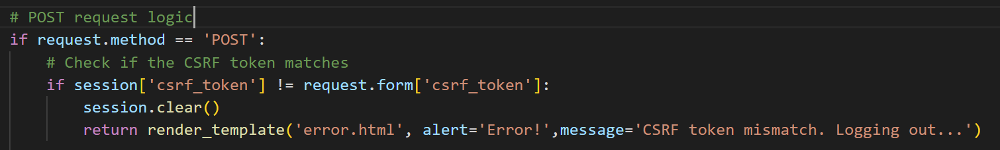 # POST request logic
if request.method == 'POST':
    # Check if the CSRF token matches
    if session['csrf_token'] != request.form['csrf_token']:
        session.clear()
        return render_template('error.html', alert='Error!',message='CSRF token mismatch. Logging out...')